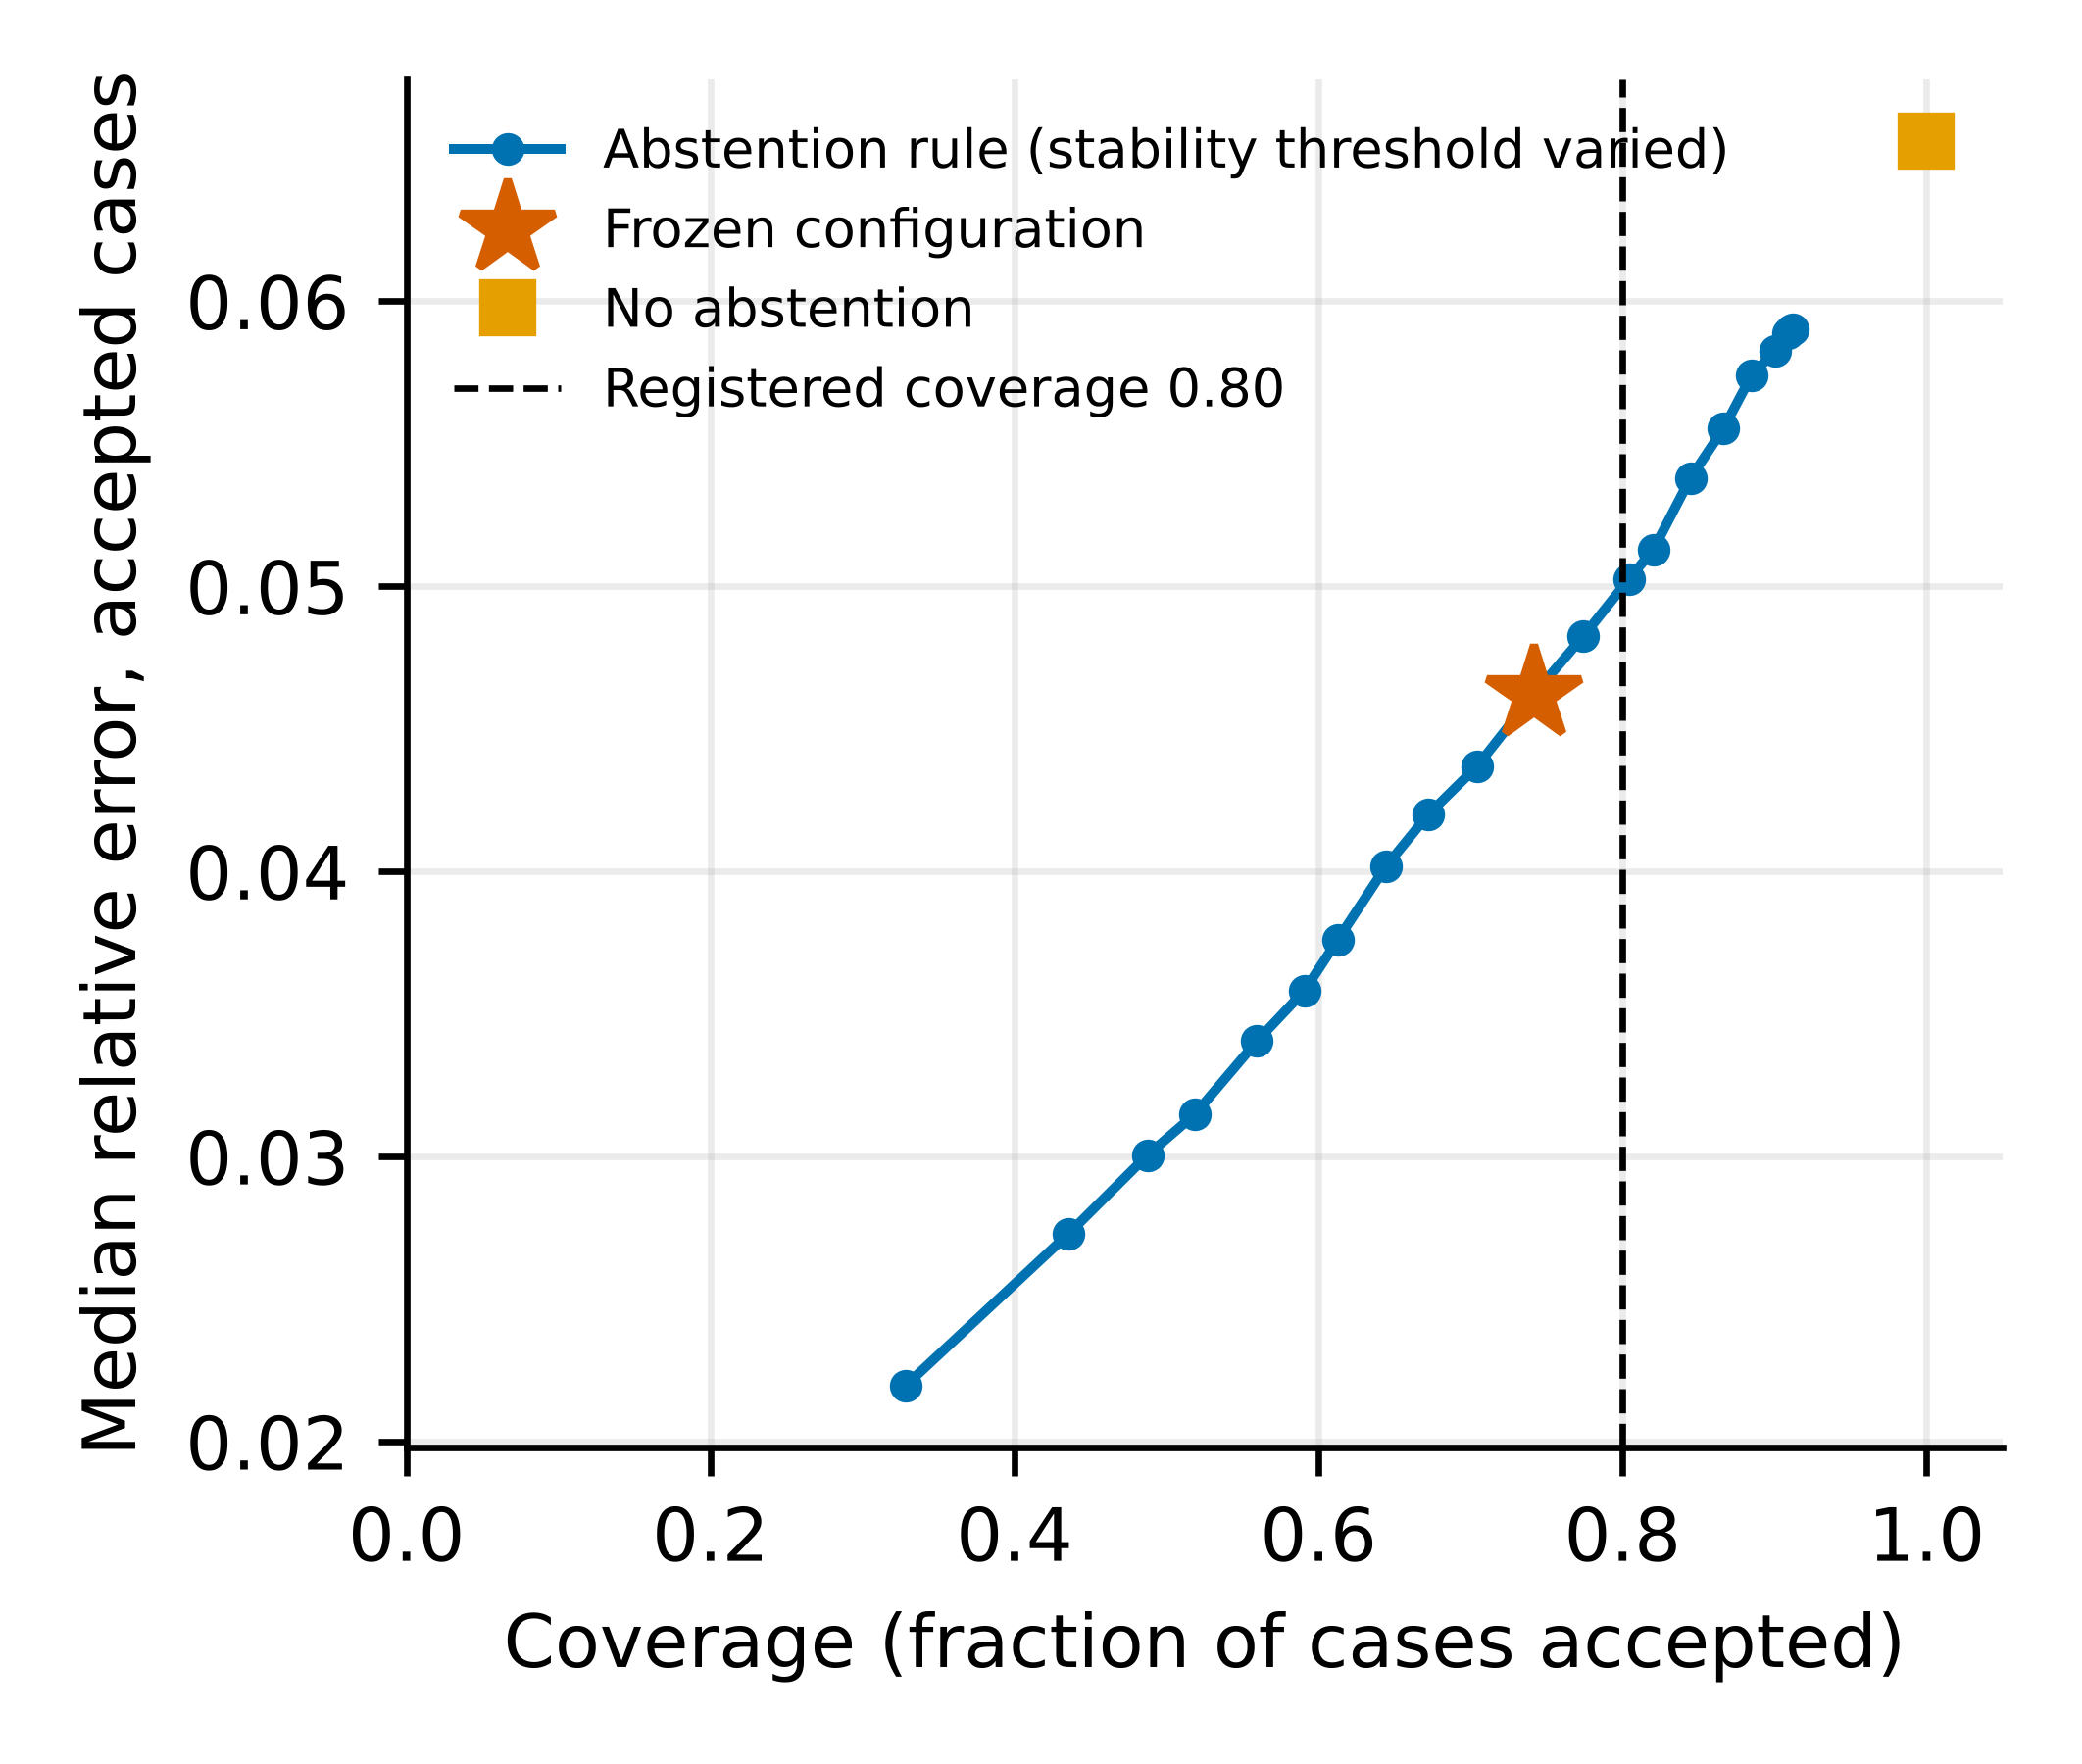 Median relative error, accepted cases
Abstention rule (stability threshold varied)
Frozen configuration
No abstention
Registered coverage 0.80
0.06
0.05
0.04
0.03
0.02
0.0 0.2 0.4 0.6 0.8 1.0
Coverage (fraction of cases accepted)